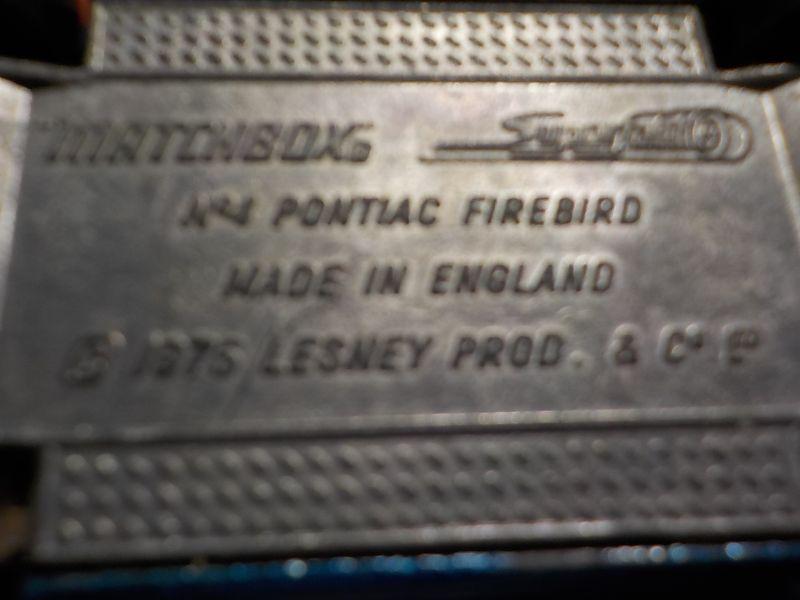 MATCHBOX Superfast
Nº4 PONTIAC FIREBIRD
MADE IN ENGLAND
© 1975 LESNEY PROD. & Cº LTD